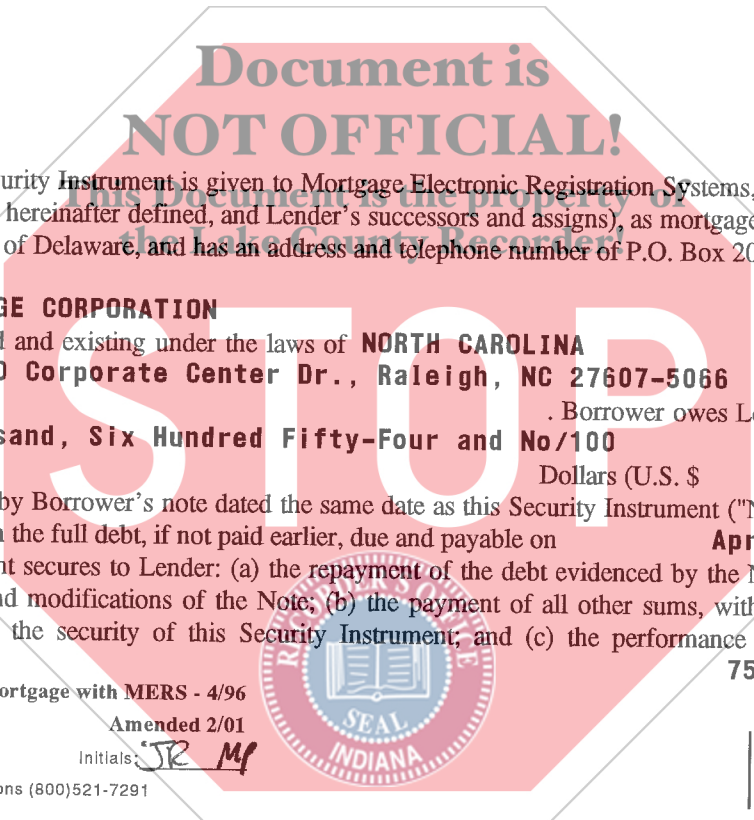 Document is
NOT OFFICIAL!
urity Instrument is given to Mortgage Electronic Registration Systems,
This Document is the property of
hereinafter defined, and Lender's successors and assigns), as mortgage
the Lake County Recorder!
of Delaware, and has an address and telephone number of P.O. Box 20
GE CORPORATION
and existing under the laws of NORTH CAROLINA
Corporate Center Dr., Raleigh, NC 27607-5066
. Borrower owes Le
sand, Six Hundred Fifty-Four and No/100
Dollars (U.S. $
STOP
by Borrower's note dated the same date as this Security Instrument ("N
the full debt, if not paid earlier, due and payable on Apr
nt secures to Lender: (a) the repayment of the debt evidenced by the N
nd modifications of the Note; (b) the payment of all other sums, with
the security of this Security Instrument; and (c) the performance
75
ortgage with MERS - 4/96
Amended 2/01
Initials: JR MP
ons (800)521-7291
RECORDER'S OFFICE
SEAL
INDIANA